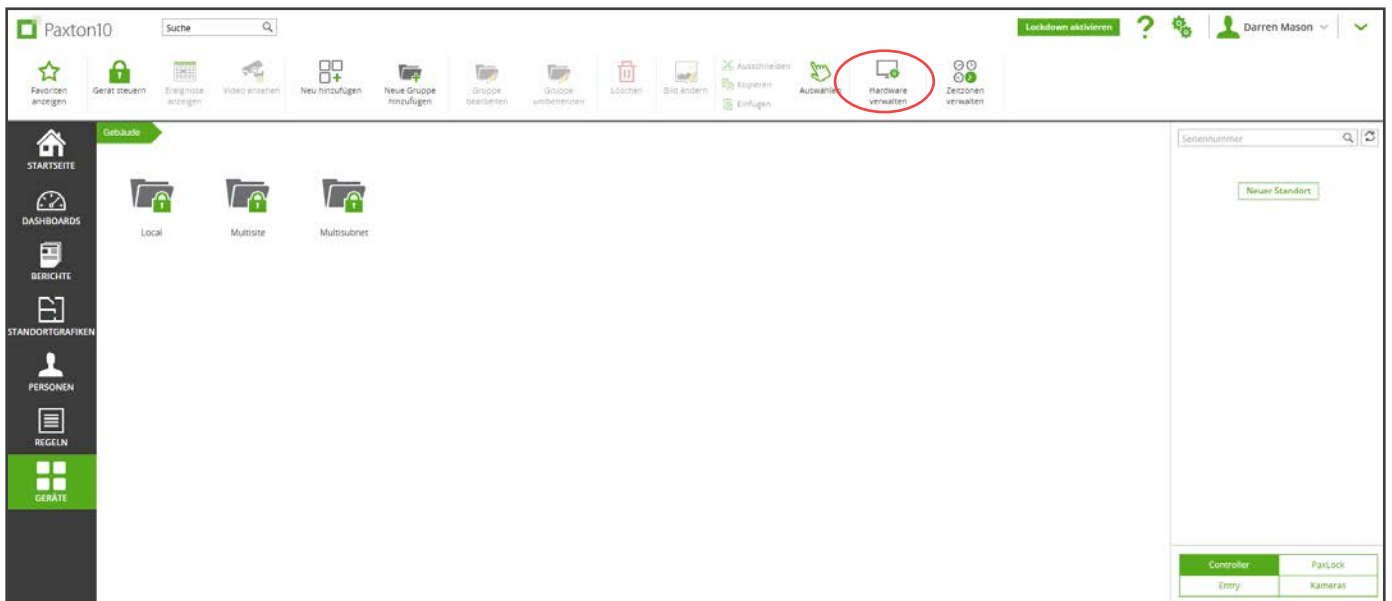 Paxton10
Suche
Lockdown aktivieren
?
Darren Mason
Favoriten
anzeigen
Gerät steuern
Ereignisse
anzeigen
Video ansehen
Neu hinzufügen
Neue Gruppe
hinzufügen
Gruppe
bearbeiten
Gruppe
umbenennen
Löschen
Bild ändern
Ausschneiden
Kopieren
Einfügen
Auswählen
Hardware
verwalten
Zeitzonen
verwalten
STARTSEITE
DASHBOARDS
BERICHTE
STANDORTGRAFIKEN
PERSONEN
REGELN
GERÄTE
Gebäude
Local
Multisite
Multisubnet
Seriennummer
Neuer Standort
Controller
PaxLock
Entry
Kameras